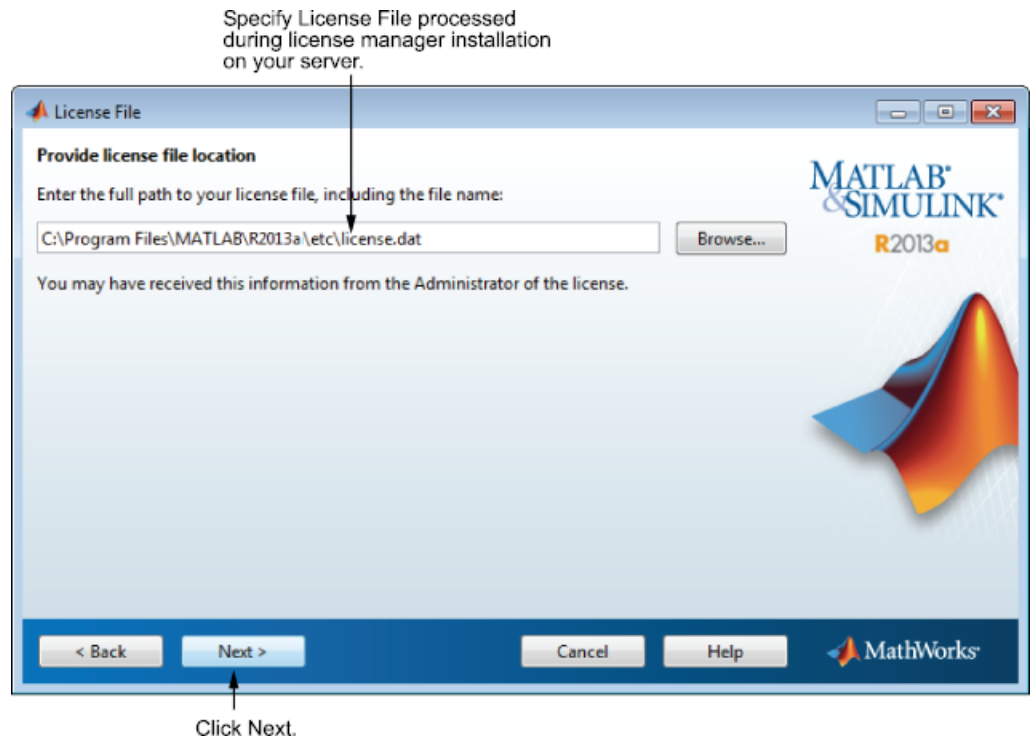 Specify License File processed
during license manager installation
on your server.
License File
Provide license file location
Enter the full path to your license file, including the file name:
C:\Program Files\MATLAB\R2013a\etc\license.dat
Browse...
You may have received this information from the Administrator of the license.
MATLAB®
&SIMULINK®
R2013a
< Back
Next >
Cancel
Help
MathWorks®
Click Next.